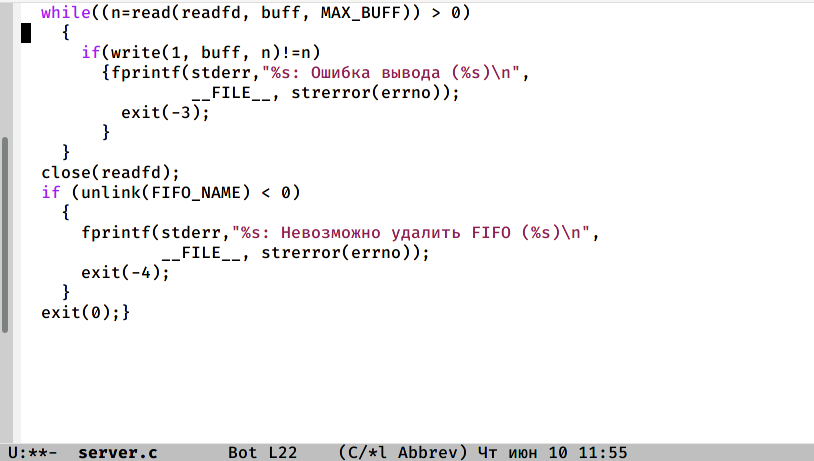 while((n=read(readfd, buff, MAX_BUFF)) > 0)
{
if(write(1, buff, n)!=n)
{fprintf(stderr,"%s: Ошибка вывода (%s)\n",
__FILE__, strerror(errno));
exit(-3);
}
}
close(readfd);
if (unlink(FIFO_NAME) < 0)
{
fprintf(stderr,"%s: Невозможно удалить FIFO (%s)\n",
__FILE__, strerror(errno));
exit(-4);
}
exit(0);}
U:**- server.c Bot L22 (C/*l Abbrev) Чт июн 10 11:55